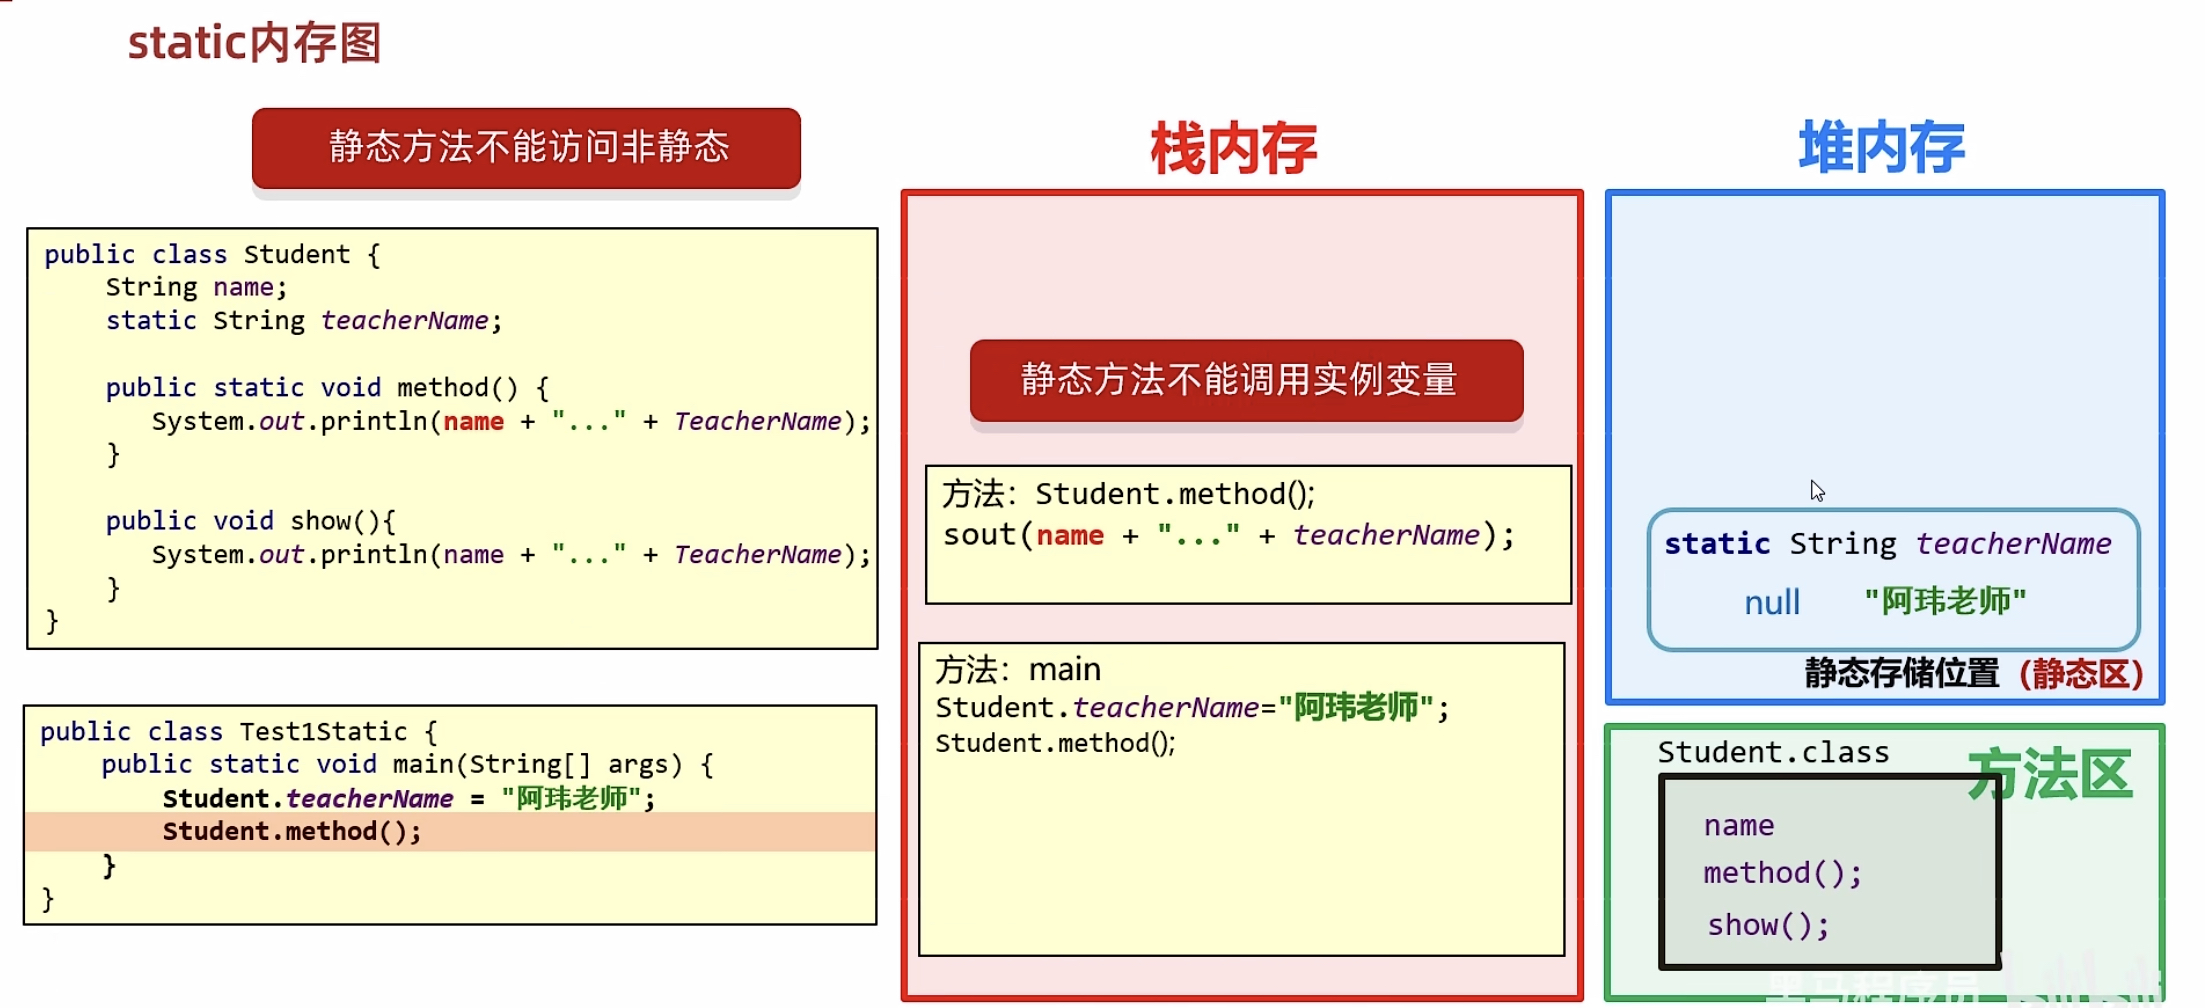 static内存图
静态方法不能访问非静态
public class Student {
String name;
static String teacherName;
public static void method() {
System.out.println(name + "..." + TeacherName);
}
public void show(){
System.out.println(name + "..." + TeacherName);
}
}
public class Test1Static {
public static void main(String[] args) {
Student.teacherName = "阿玮老师";
Student.method();
}
}
栈内存
静态方法不能调用实例变量
方法：Student.method();
sout(name + "..." + teacherName);
方法：main
Student.teacherName="阿玮老师";
Student.method();
堆内存
static String teacherName
null "阿玮老师"
静态存储位置（静态区）
Student.class
方法区
name
method();
show();
黑马程序员